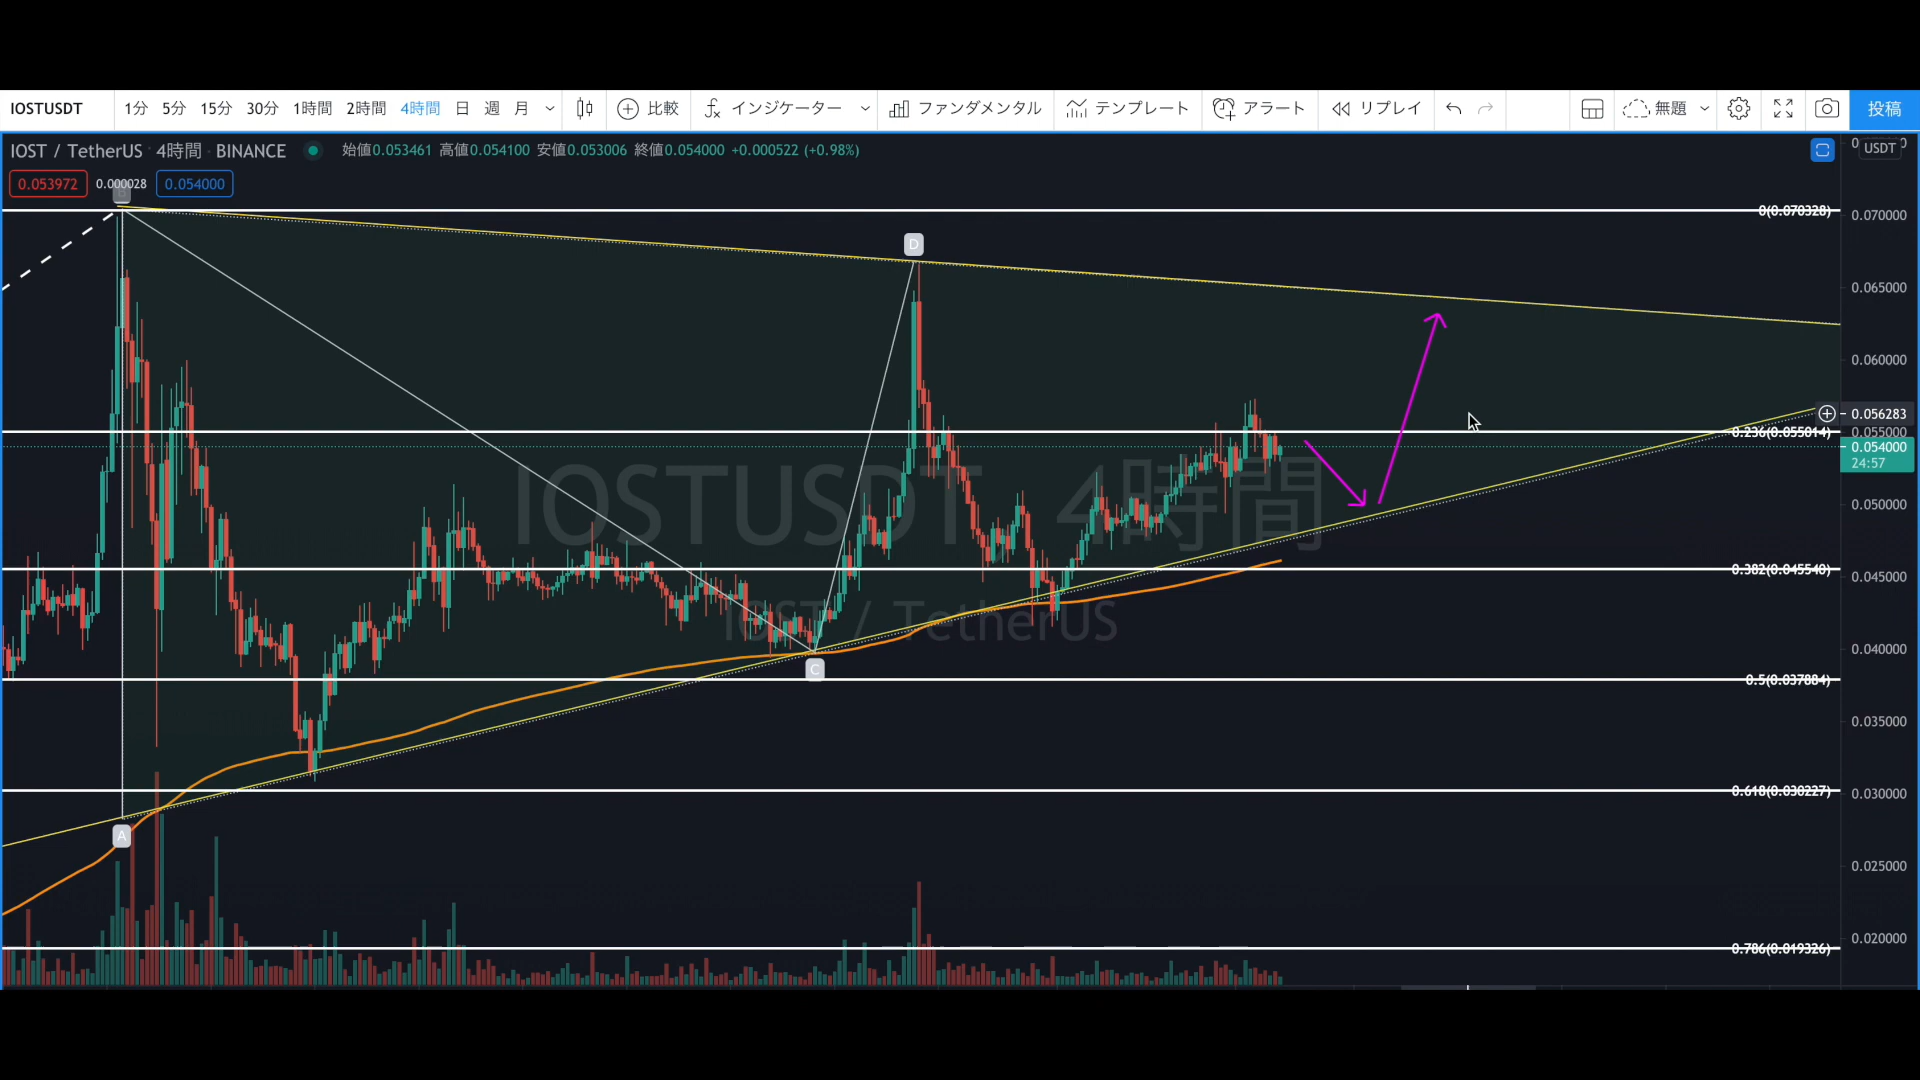 IOSTUSDT 1分 5分 15分 30分 1時間 2時間 4時間 日 週 月 比較 インジケーター ファンダメンタル テンプレート アラート リプレイ 無題 投稿
IOST / TetherUS · 4時間 · BINANCE 始値0.053461 高値0.054100 安値0.053006 終値0.054000 +0.000522 (+0.98%)
USDT
0.053972 0.000028 0.054000
0(0.070328)
0.070000
D
0.065000
0.060000
0.056283
0.236(0.055014)
0.055000
0.054000
24:57
IOSTUSDT, 4時間
0.050000
0.382(0.045540)
0.045000
IOST / TetherUS
0.040000
C
0.5(0.037884)
0.035000
0.618(0.030227)
0.030000
A
0.025000
0.786(0.019326)
0.020000